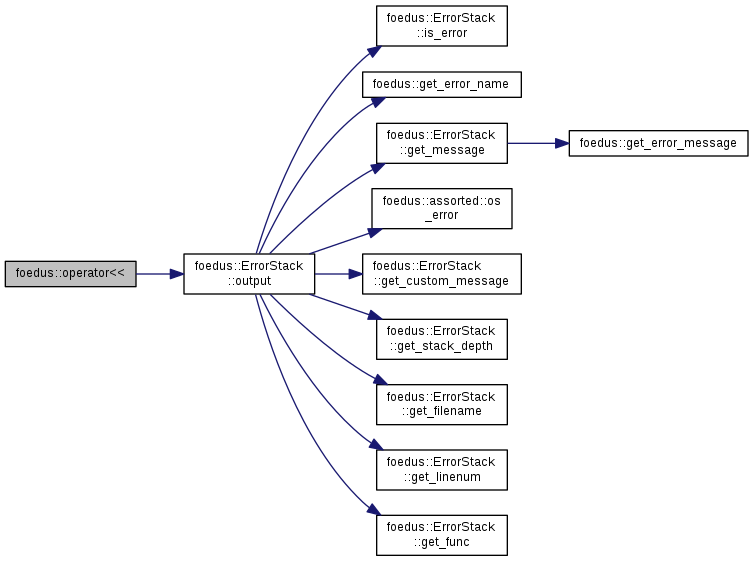 foedus::operator<<
foedus::ErrorStack
::output
foedus::ErrorStack
::is_error
foedus::get_error_name
foedus::ErrorStack
::get_message
foedus::get_error_message
foedus::assorted::os
_error
foedus::ErrorStack
::get_custom_message
foedus::ErrorStack
::get_stack_depth
foedus::ErrorStack
::get_filename
foedus::ErrorStack
::get_linenum
foedus::ErrorStack
::get_func